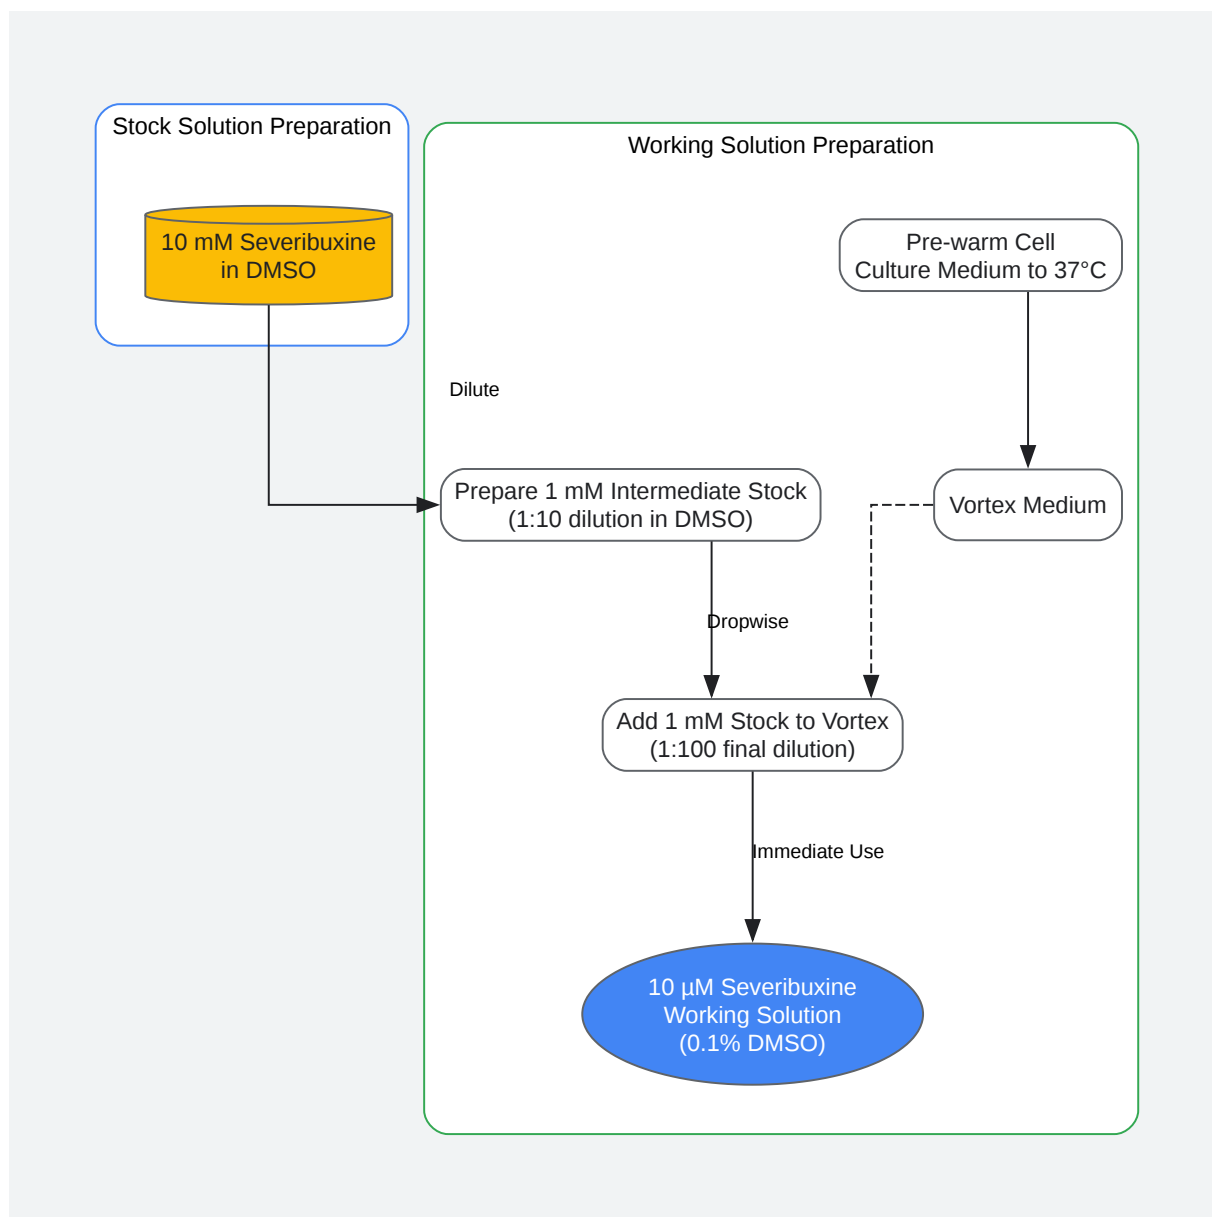 Stock Solution Preparation
10 mM Severibuxine
in DMSO
Working Solution Preparation
Pre-warm Cell
Culture Medium to 37°C
Dilute
Prepare 1 mM Intermediate Stock
(1:10 dilution in DMSO)
Vortex Medium
Dropwise
Add 1 mM Stock to Vortex
(1:100 final dilution)
Immediate Use
10 µM Severibuxine
Working Solution
(0.1% DMSO)